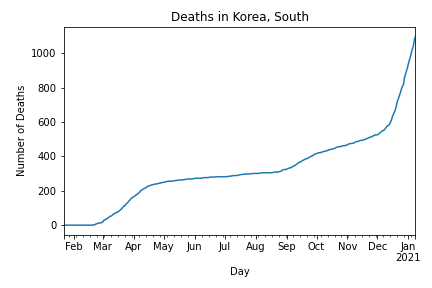 Deaths in Korea, South
Number of Deaths
1000
800
600
400
200
0
Feb Mar Apr May Jun Jul Aug Sep Oct Nov Dec Jan
2021
Day